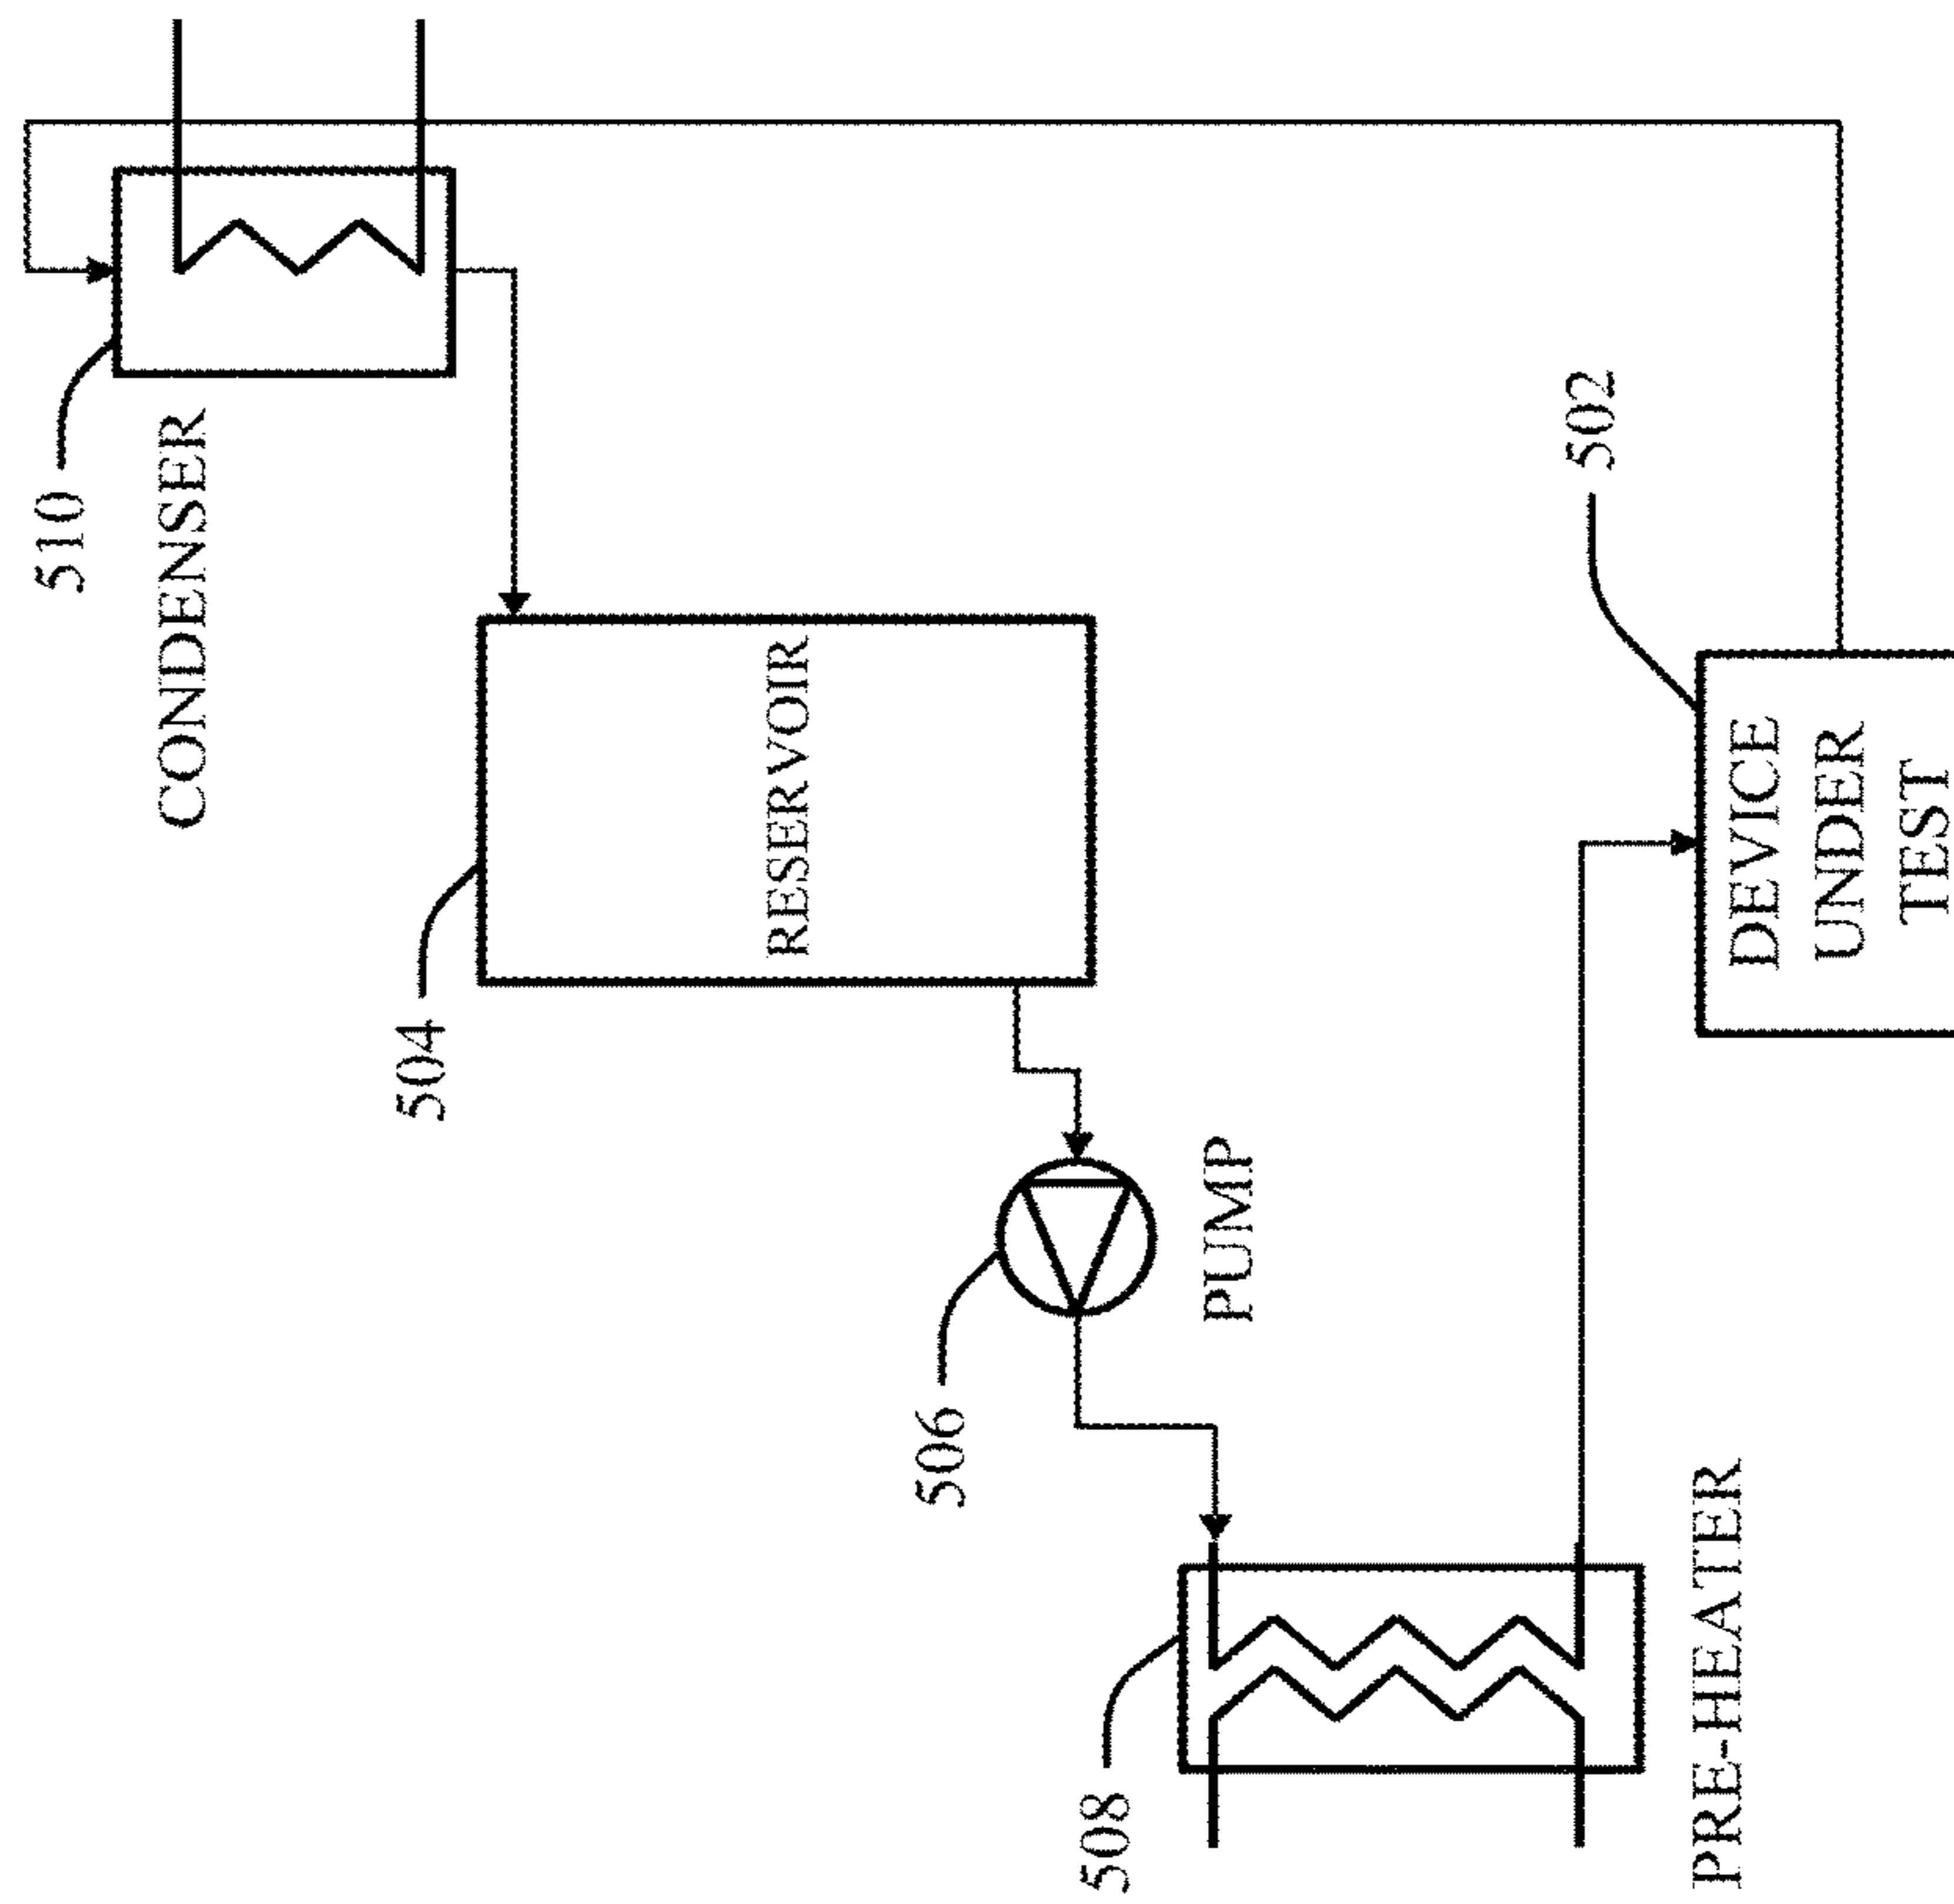 510
CONDENSER
504
RESERVOIR
506
PUMP
508
PRE-HEATER
502
DEVICE
UNDER
TEST